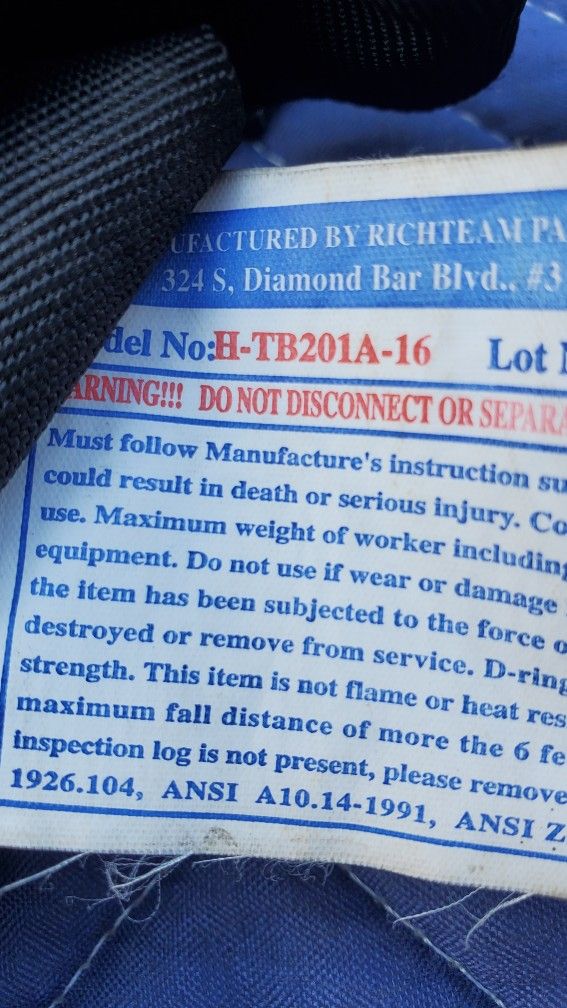 UFACTURED BY RICHTEAM PA
324 S, Diamond Bar Blvd., #3
del No:H-TB201A-16 Lot N
ARNING!!! DO NOT DISCONNECT OR SEPARA
Must follow Manufacture's instruction su
could result in death or serious injury. Co
use. Maximum weight of worker including
equipment. Do not use if wear or damage
the item has been subjected to the force o
destroyed or remove from service. D-ring
strength. This item is not flame or heat res
maximum fall distance of more the 6 fe
inspection log is not present, please remove
1926.104, ANSI A10.14-1991, ANSI Z